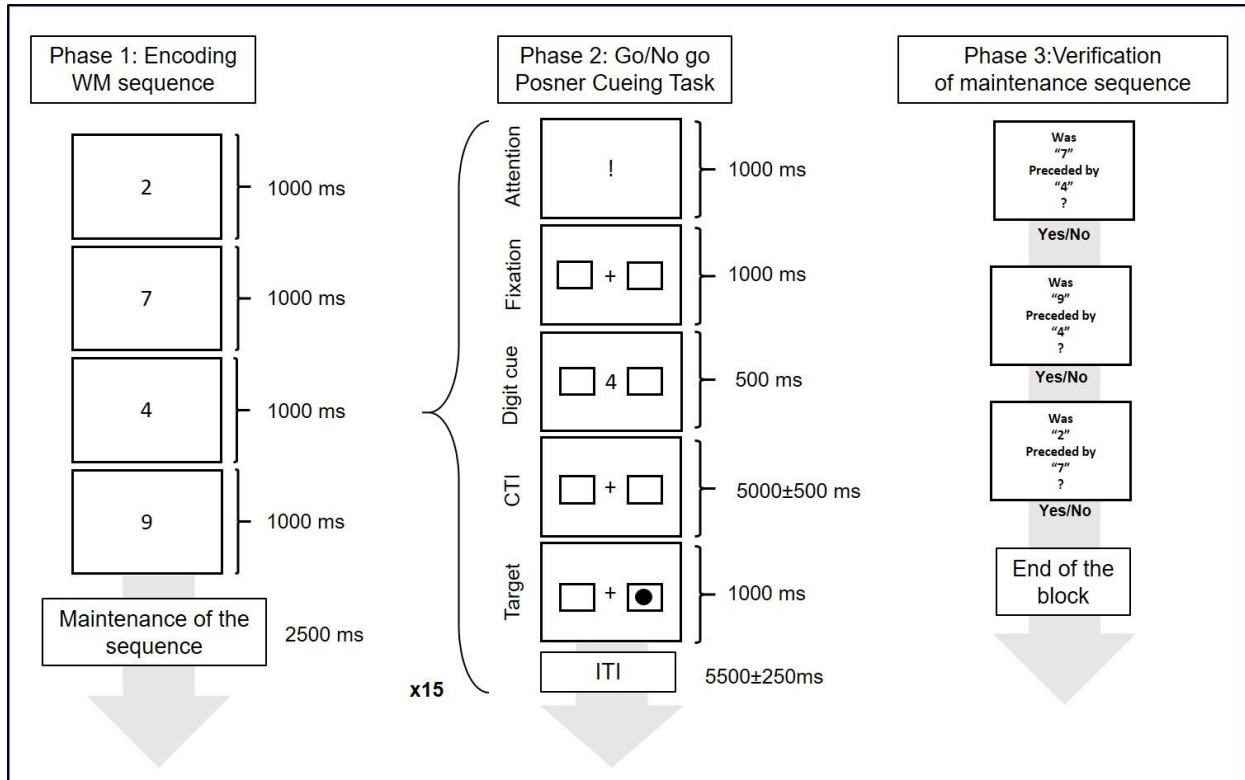 Phase 1: Encoding
WM sequence
2
1000 ms
7
1000 ms
4
1000 ms
9
1000 ms
Maintenance of the
sequence
2500 ms
Phase 2: Go/No go
Posner Cueing Task
Attention
!
1000 ms
Fixation
+
1000 ms
Digit cue
4
500 ms
CTI
+
5000±500 ms
Target
+
1000 ms
ITI
5500±250ms
x15
Phase 3:Verification
of maintenance sequence
Was
“7”
Preceded by
“4”
?
Yes/No
Was
“9”
Preceded by
“4”
?
Yes/No
Was
“2”
Preceded by
“7”
?
Yes/No
End of the
block